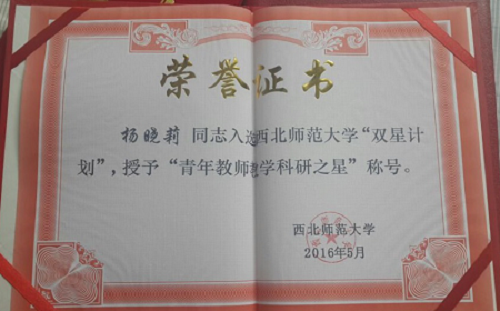 荣誉证书
杨晓莉 同志入选西北师范大学“双星计
划”，授予“青年教师教学科研之星”称号。
西北师范大学
2016年5月